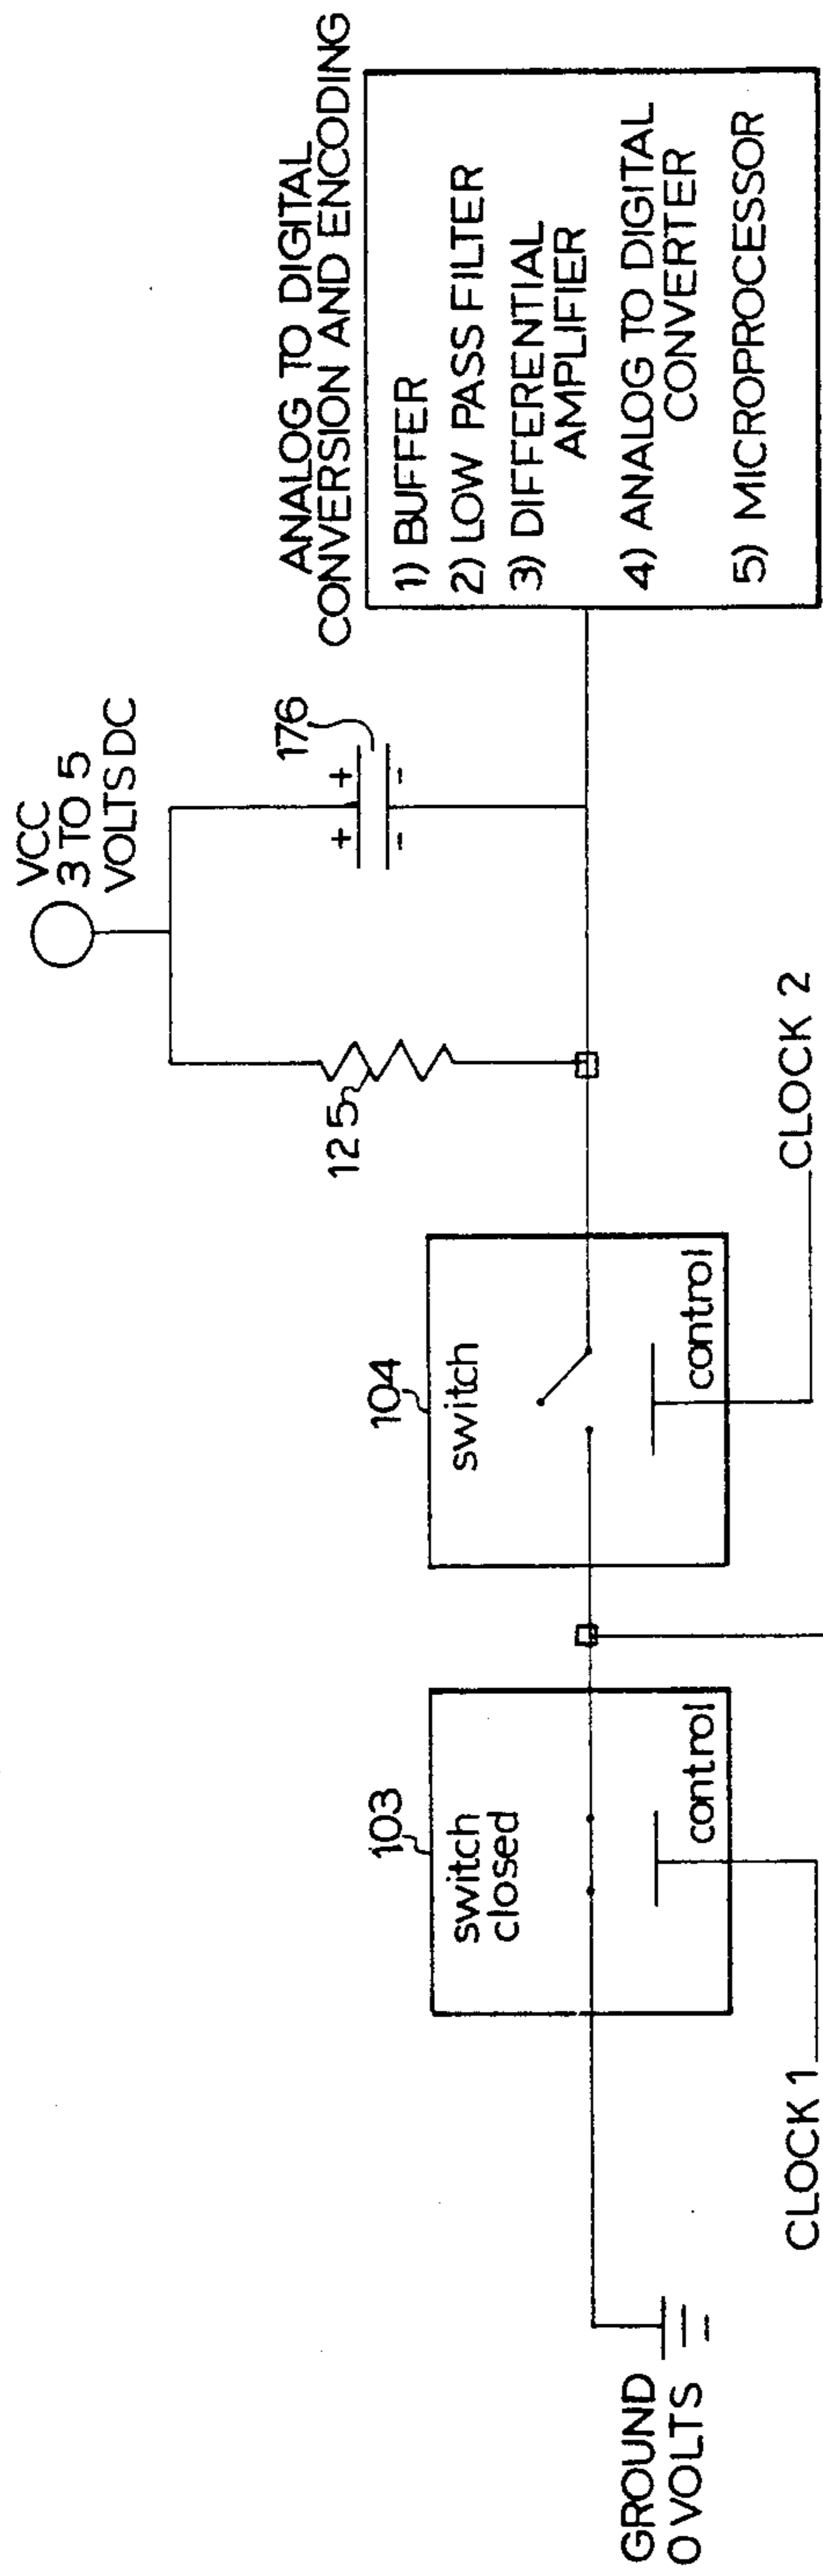 VCC
3 TO 5
VOLTS DC
ANALOG TO DIGITAL
CONVERSION AND ENCODING
176
125
1) BUFFER
2) LOW PASS FILTER
3) DIFFERENTIAL
AMPLIFIER
4) ANALOG TO DIGITAL
CONVERTER
5) MICROPROCESSOR
103
switch
closed
control
104
switch
control
GROUND
0 VOLTS
CLOCK 1
CLOCK 2